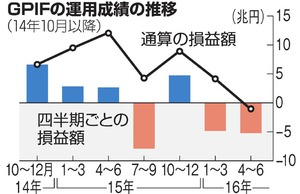 GPIFの運用成績の推移
(14年10月以降)
(兆円)
通算の損益額
15
10
5
0
-5
-10
四半期ごとの
損益額
10〜12月
1〜3
4〜6
7〜9
10〜12
1〜3
4〜6
14年
15年
16年